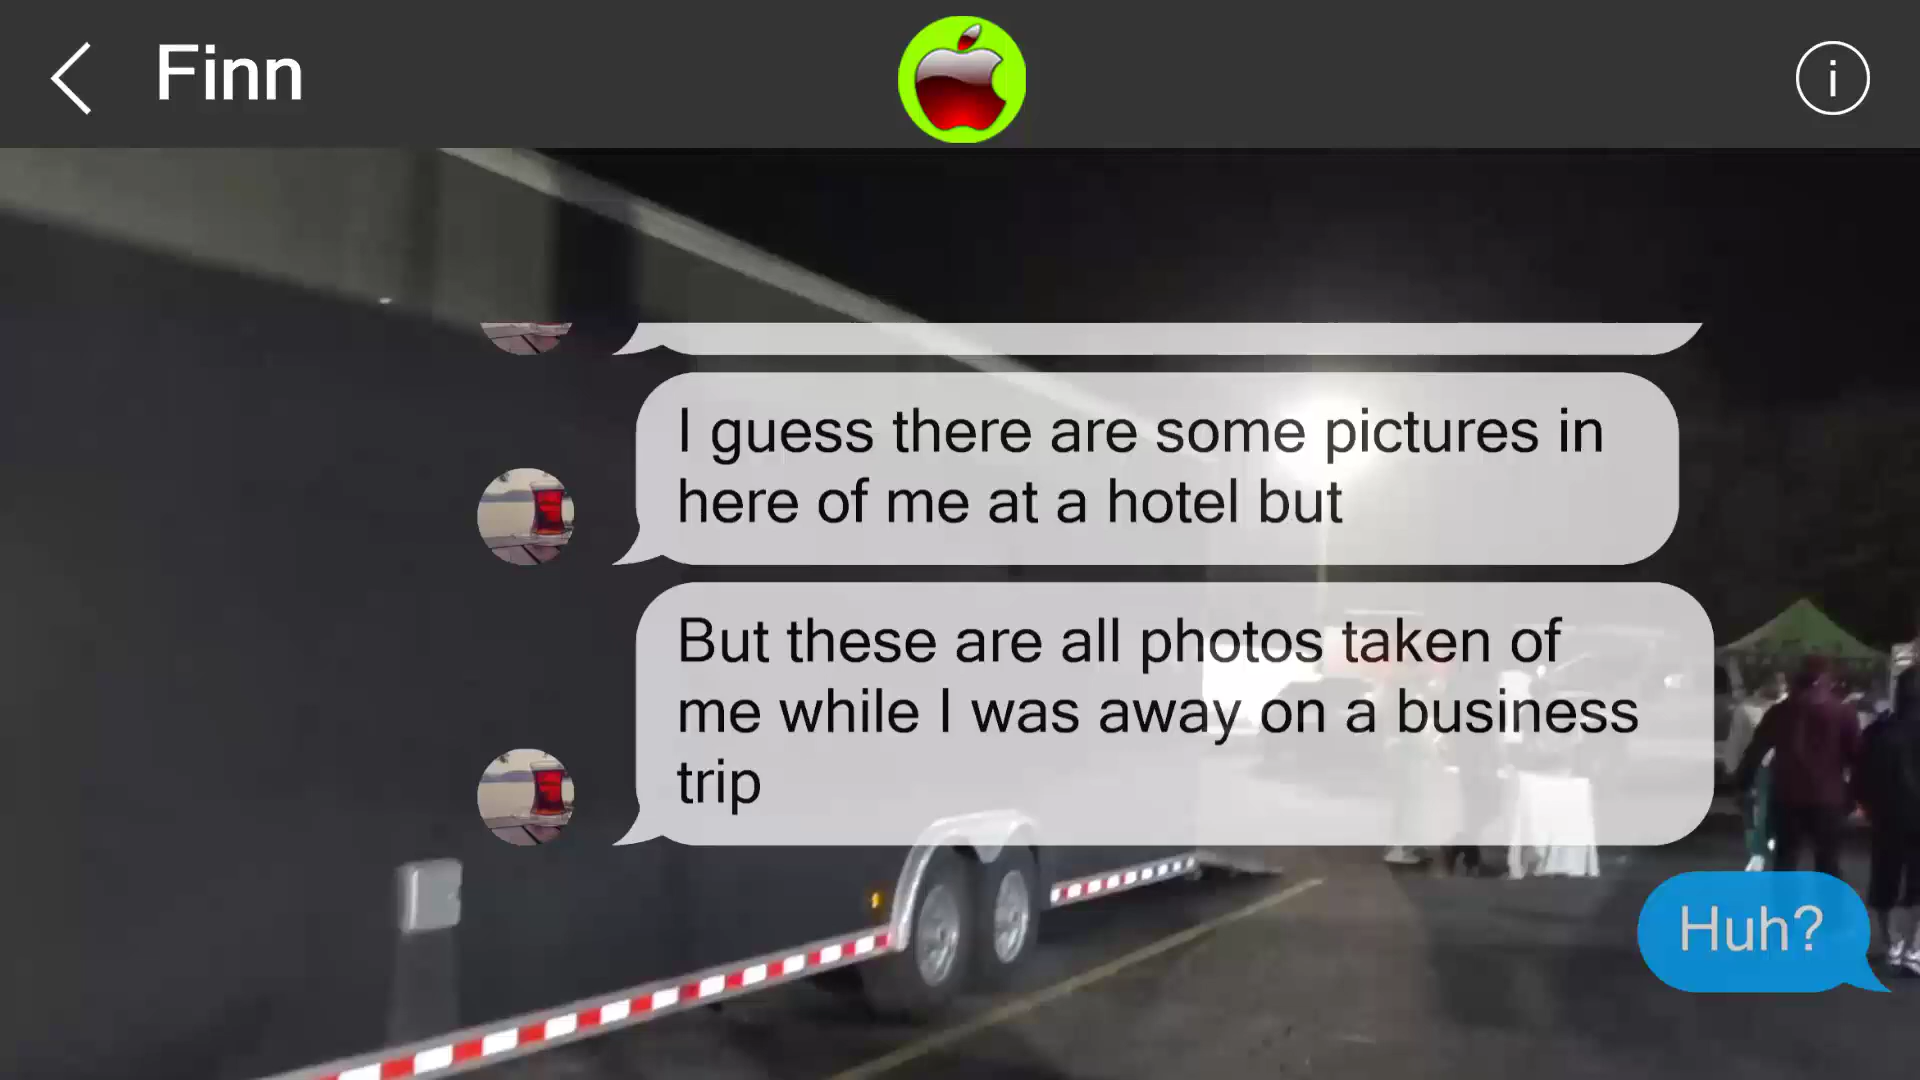 Finn
I guess there are some pictures in
here of me at a hotel but
But these are all photos taken of
me while I was away on a business
trip
Huh?